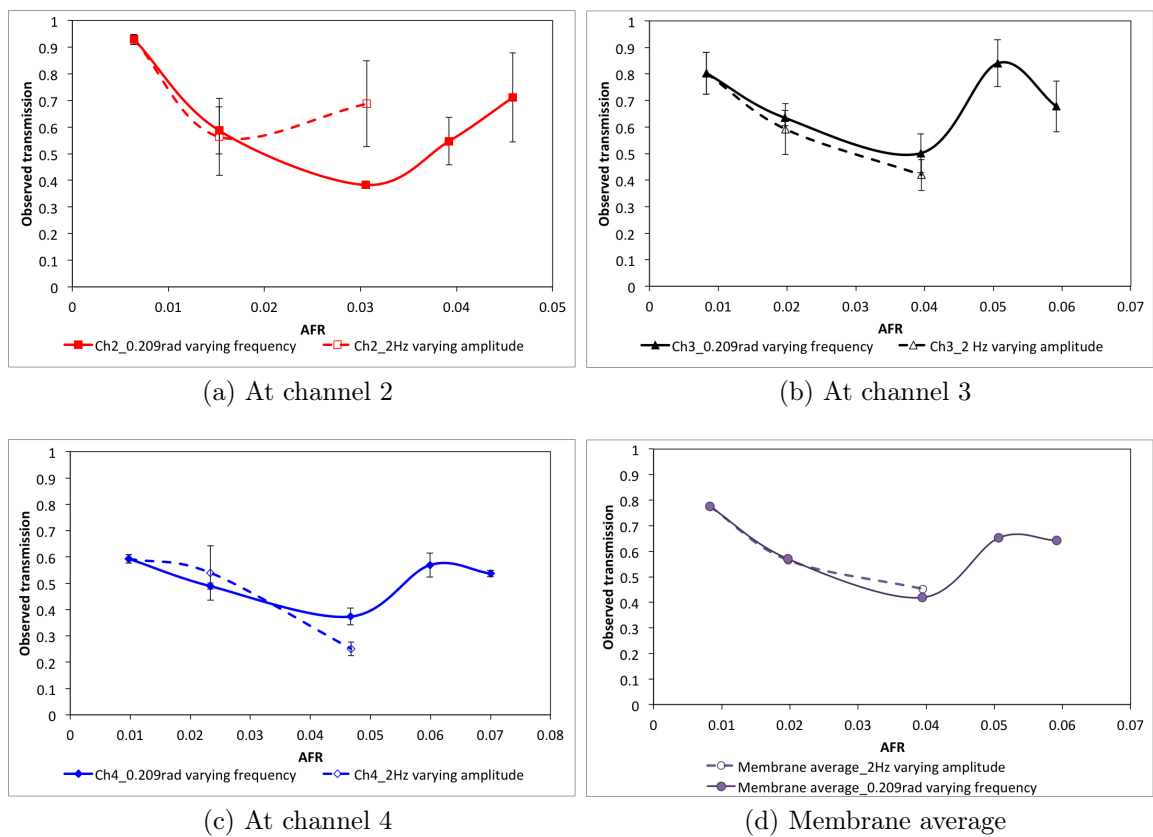 1
0.9
0.8
0.7
0.6
0.5
0.4
0.3
0.2
0.1
0
Observed transmission
0 0.01 0.02 0.03 0.04 0.05
AFR
Ch2_0.209rad varying frequency Ch2_2Hz varying amplitude
(a) At channel 2
1
0.9
0.8
0.7
0.6
0.5
0.4
0.3
0.2
0.1
0
Observed transmission
0 0.01 0.02 0.03 0.04 0.05 0.06 0.07
AFR
Ch3_0.209rad varying frequency Ch3_2 Hz varying amplitude
(b) At channel 3
1
0.9
0.8
0.7
0.6
0.5
0.4
0.3
0.2
0.1
0
Observed transmission
0 0.01 0.02 0.03 0.04 0.05 0.06 0.07 0.08
AFR
Ch4_0.209rad varying frequency Ch4_2Hz varying amplitude
(c) At channel 4
1
0.9
0.8
0.7
0.6
0.5
0.4
0.3
0.2
0.1
0
Observed transmission
0 0.01 0.02 0.03 0.04 0.05 0.06 0.07
AFR
Membrane average_2Hz varying amplitude
Membrane average_0.209rad varying frequency
(d) Membrane average